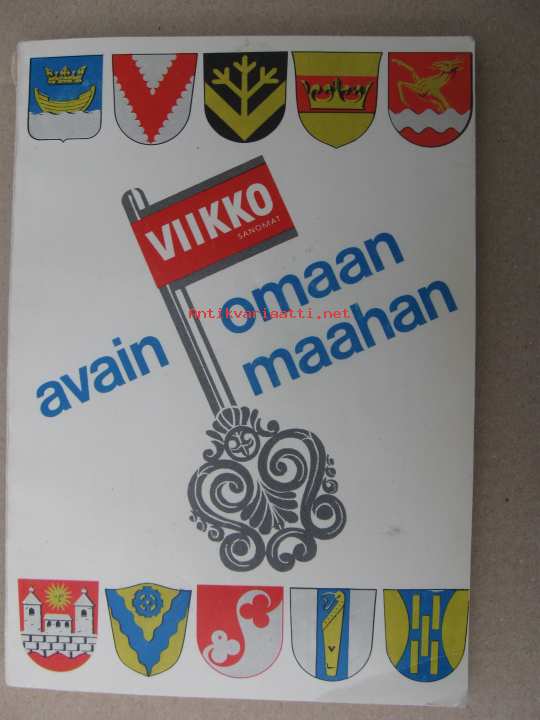 VIIKKO
SANOMAT
avain omaan
maahan
Antikvariaatti.net
V L